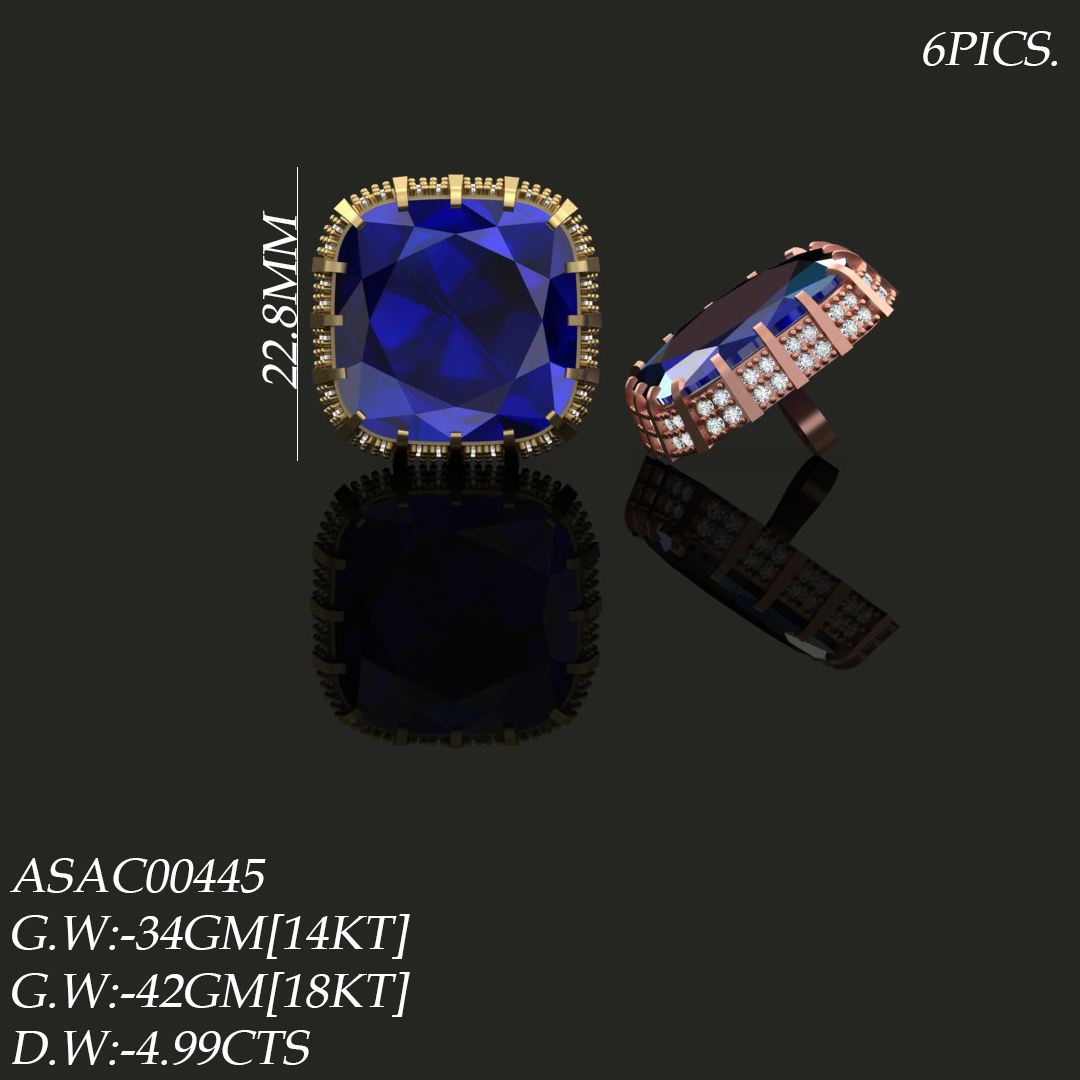 6PICS.
22.8MM
ASAC00445
G.W:-34GM[14KT]
G.W:-42GM[18KT]
D.W:-4.99CTS